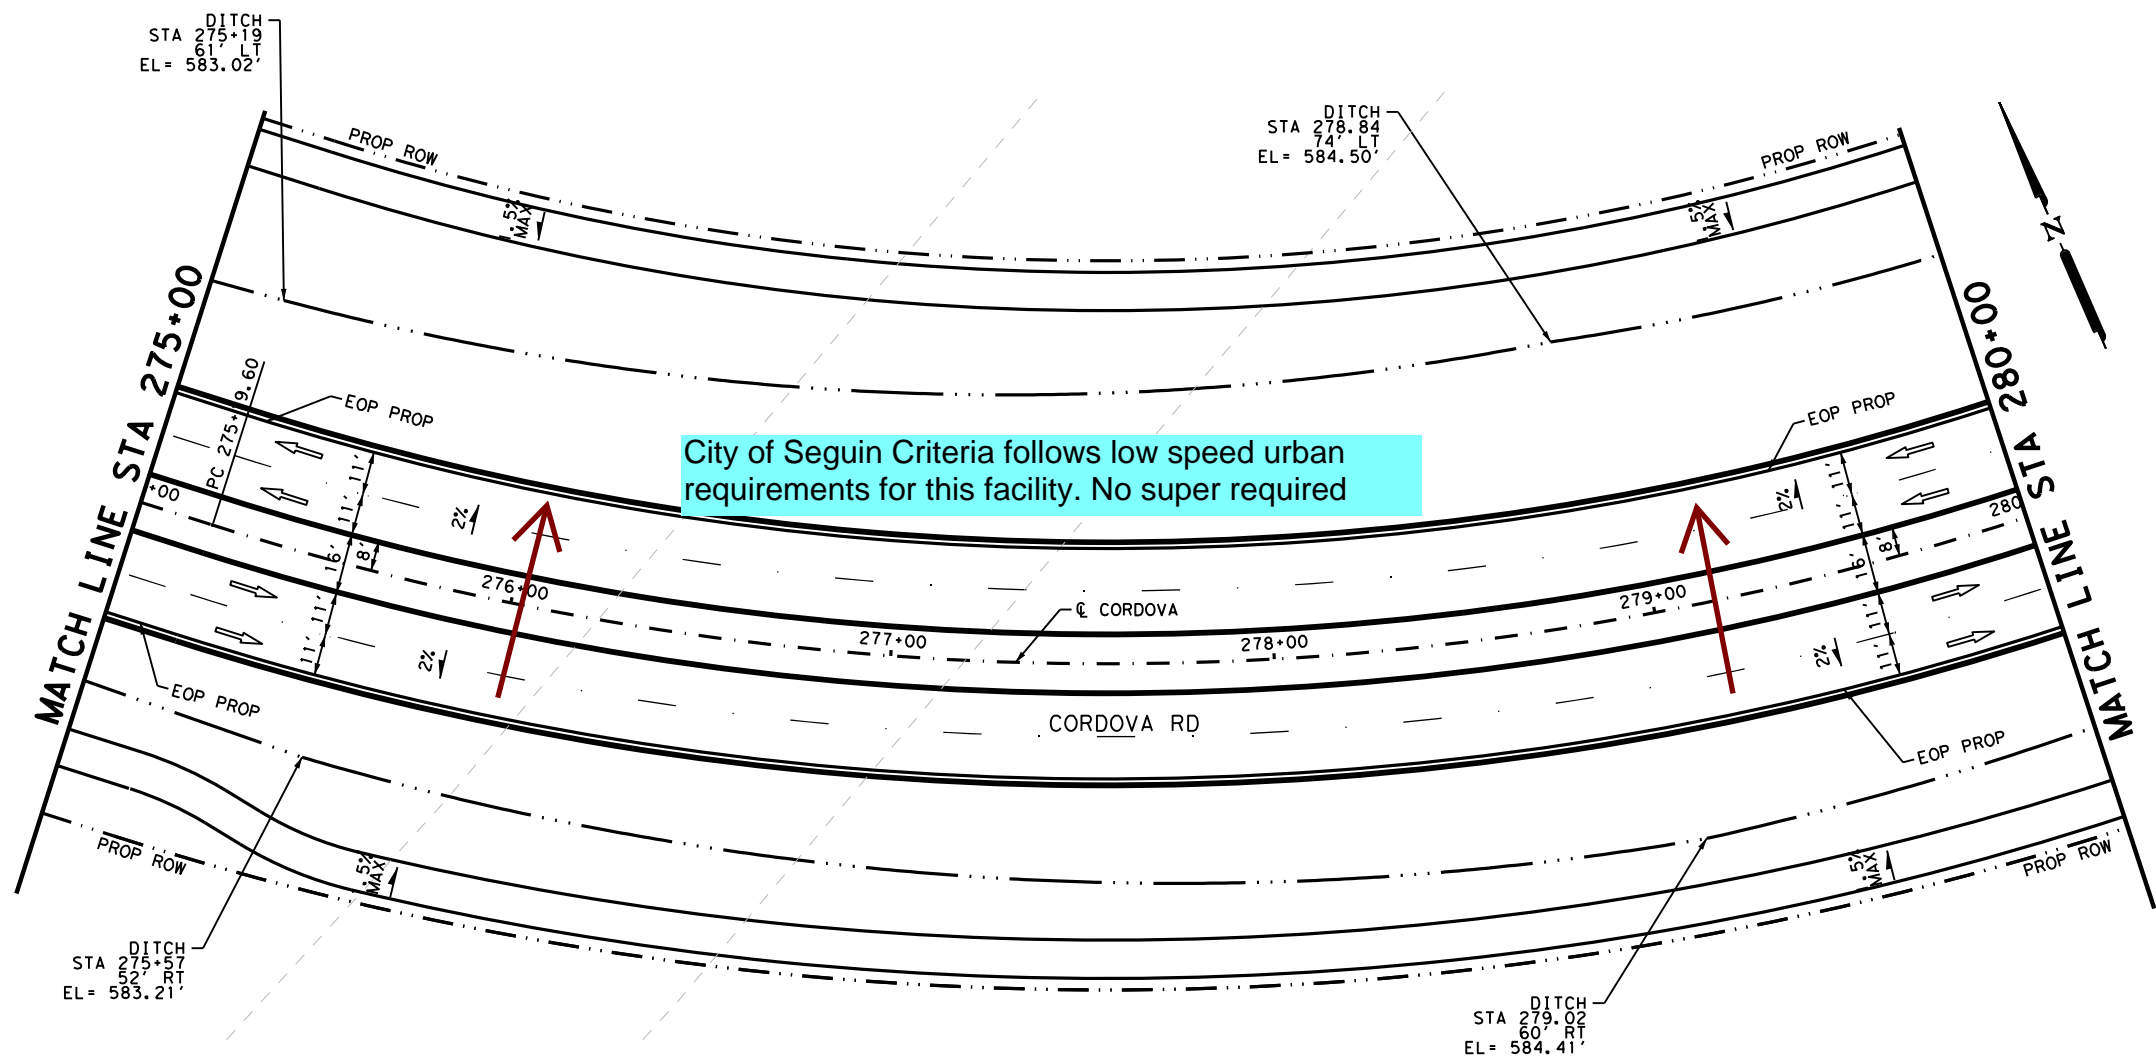 DITCH
STA 275+19
61' LT
EL= 583.02'
DITCH
STA 278.84
74' LT
EL= 584.50'
PROP ROW
PROP ROW
1.5%
MAX
1.5%
MAX
N
MATCH LINE STA 275+00
MATCH LINE STA 280+00
EOP PROP
EOP PROP
City of Seguin Criteria follows low speed urban
requirements for this facility. No super required
11'
11'
16'
8'
11'
11'
2%
2%
11'
11'
16'
8'
11'
11'
2%
2%
+00
276+00
277+00
278+00
279+00
280
℄ CORDOVA
CORDOVA RD
EOP PROP
EOP PROP
PROP ROW
PROP ROW
1.5%
MAX
1.5%
MAX
DITCH
STA 275+57
52' RT
EL= 583.21'
DITCH
STA 279.02
60' RT
EL= 584.41'